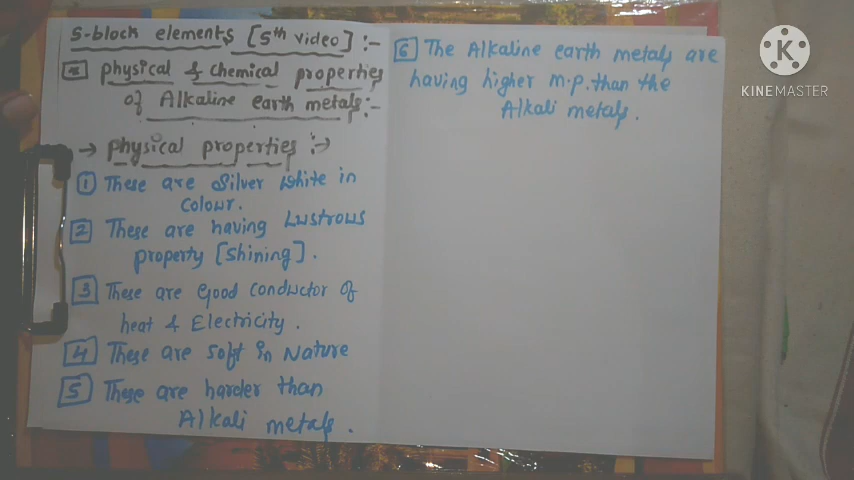 S-block elements [5th video] :-
physical & chemical properties
of Alkaline earth metals:-
→ physical properties :→
1 These are Silver white in
colour.
2 These are having Lustrous
property [shining].
3 These are Good conductor of
heat & Electricity.
4 These are soft in Nature
5 These are harder than
Alkali metals.
6 The Alkaline earth metals are
having higher m.p. than the
Alkali metals.
K
KINEMASTER